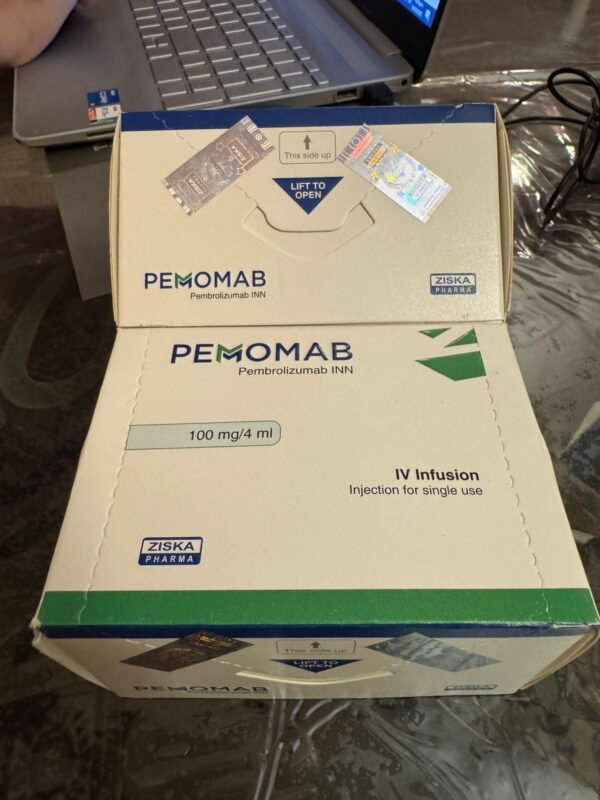 This side up
LIFT TO
OPEN
PEMOMAB
Pembrolizumab INN
ZISKA
PHARMA
PEMOMAB
Pembrolizumab INN
100 mg/4 ml
IV Infusion
Injection for single use
ZISKA
PHARMA
This side up
LIFT TO
OPEN
PEMOMAB
ZISKA